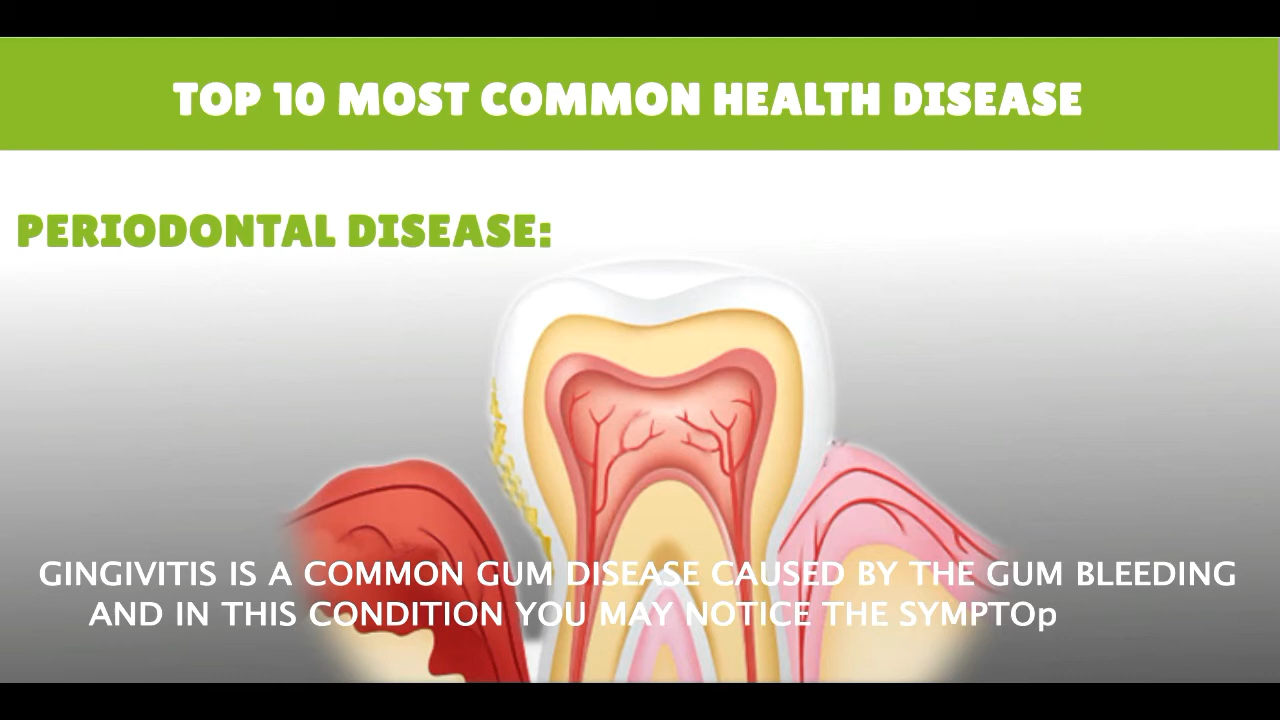 TOP 10 MOST COMMON HEALTH DISEASE
PERIODONTAL DISEASE:
GINGIVITIS IS A COMMON GUM DISEASE CAUSED BY THE GUM BLEEDING
AND IN THIS CONDITION YOU MAY NOTICE THE SYMPTOp